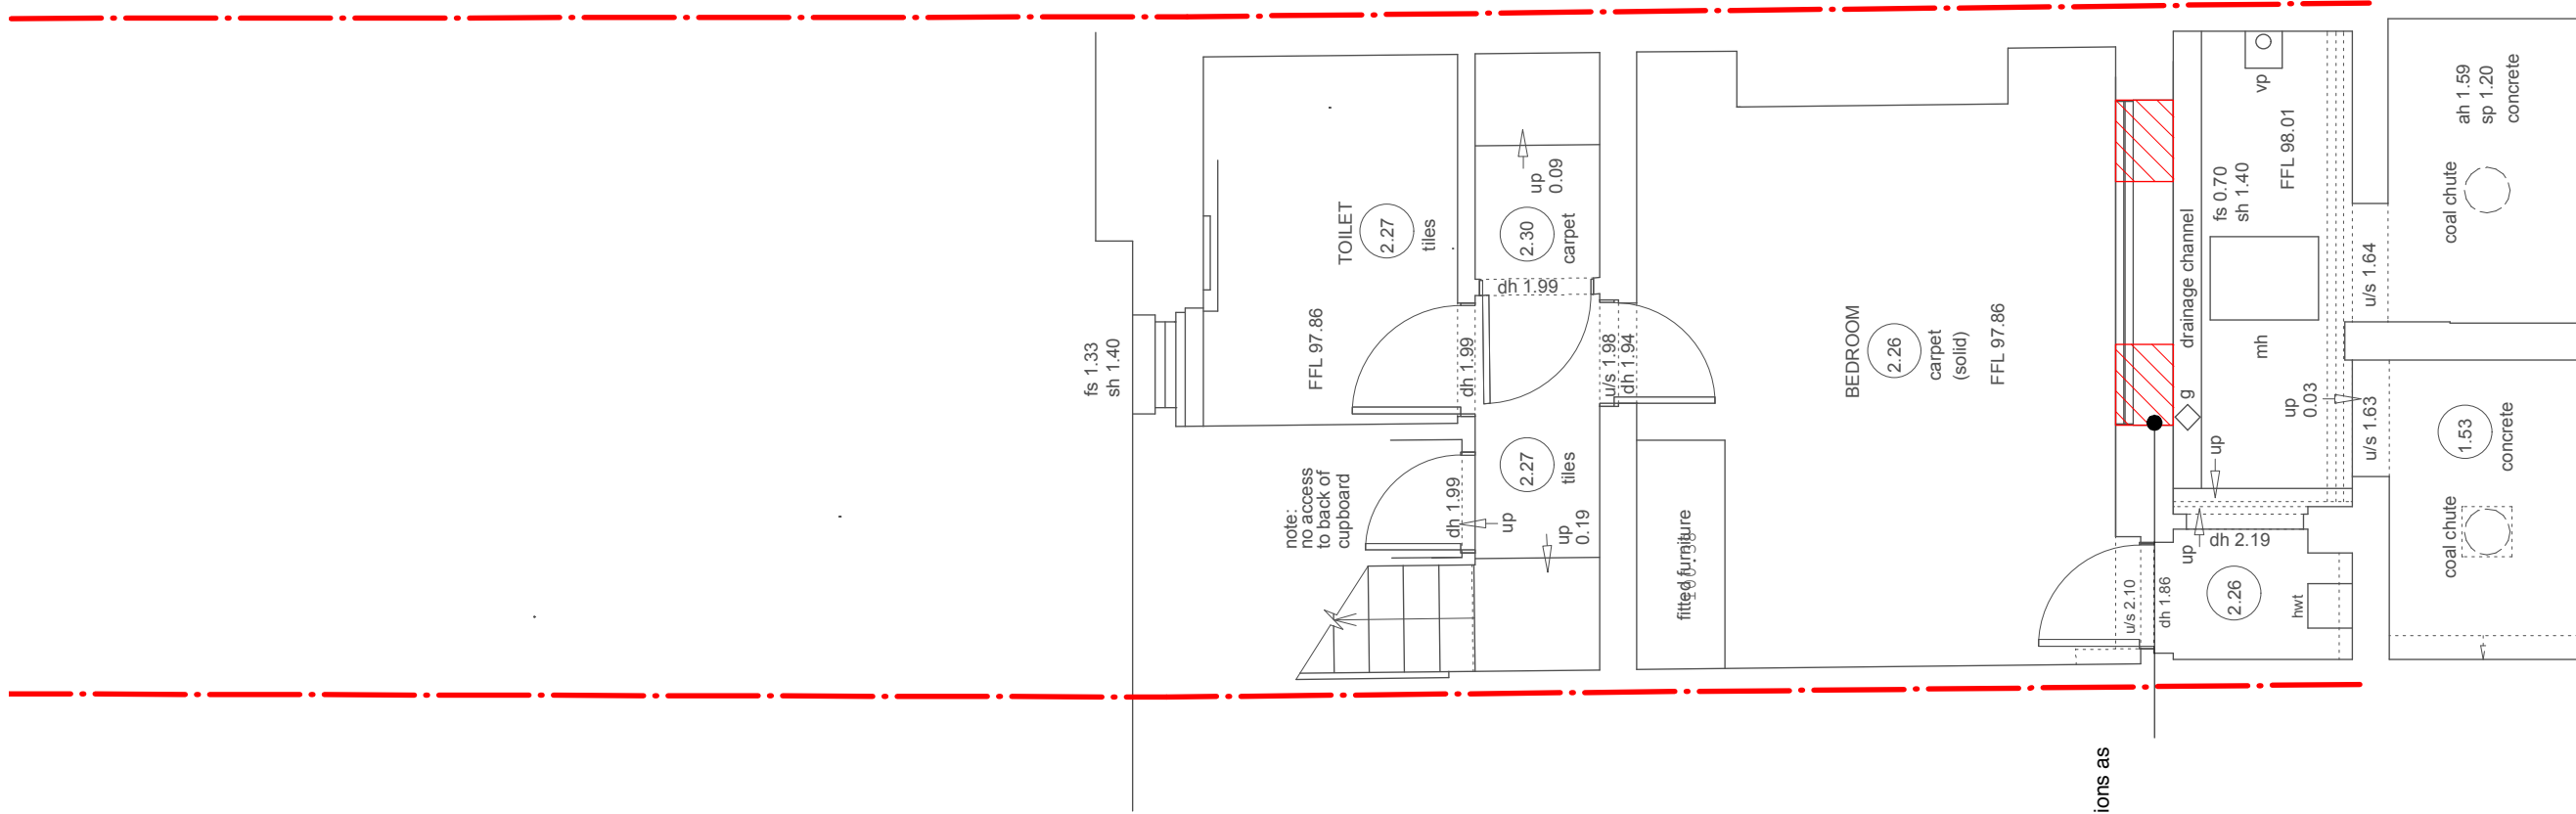 fs 1.33
sh 1.40
FFL 97.86
TOILET
2.27
tiles
note:
no access
to back of
cupboard
dh 1.99
up
dh 1.99
dh 1.99
up
0.09
2.30
carpet
2.27
tiles
up
0.19
u/s 1.98
dh 1.94
fitted furniture
BEDROOM
2.26
carpet
(solid)
FFL 97.86
u/s 2.10
dh 1.86
ions as
drainage channel
g
up
up
dh 2.19
2.26
hwt
vp
fs 0.70
sh 1.40
FFL 98.01
mh
up
0.03
u/s 1.64
u/s 1.63
coal chute
ah 1.59
sp 1.20
concrete
1.53
concrete
coal chute